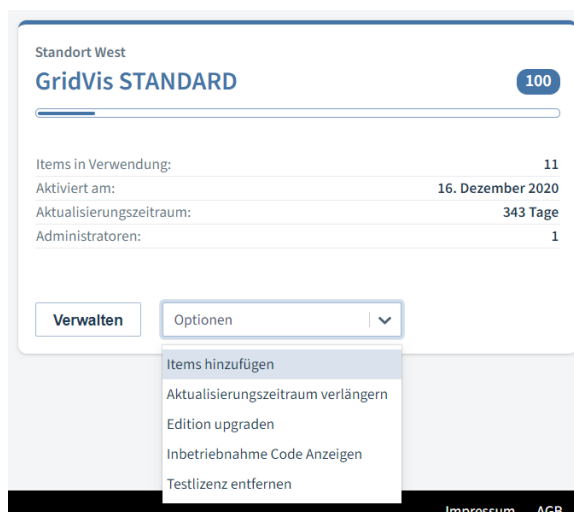 Standort West
GridVis STANDARD
100
Items in Verwendung: 11
Aktiviert am: 16. Dezember 2020
Aktualisierungszeitraum: 343 Tage
Administratoren: 1
Verwalten Optionen
Items hinzufügen
Aktualisierungszeitraum verlängern
Edition upgraden
Inbetriebnahme Code Anzeigen
Testlizenz entfernen
Impressum AGB